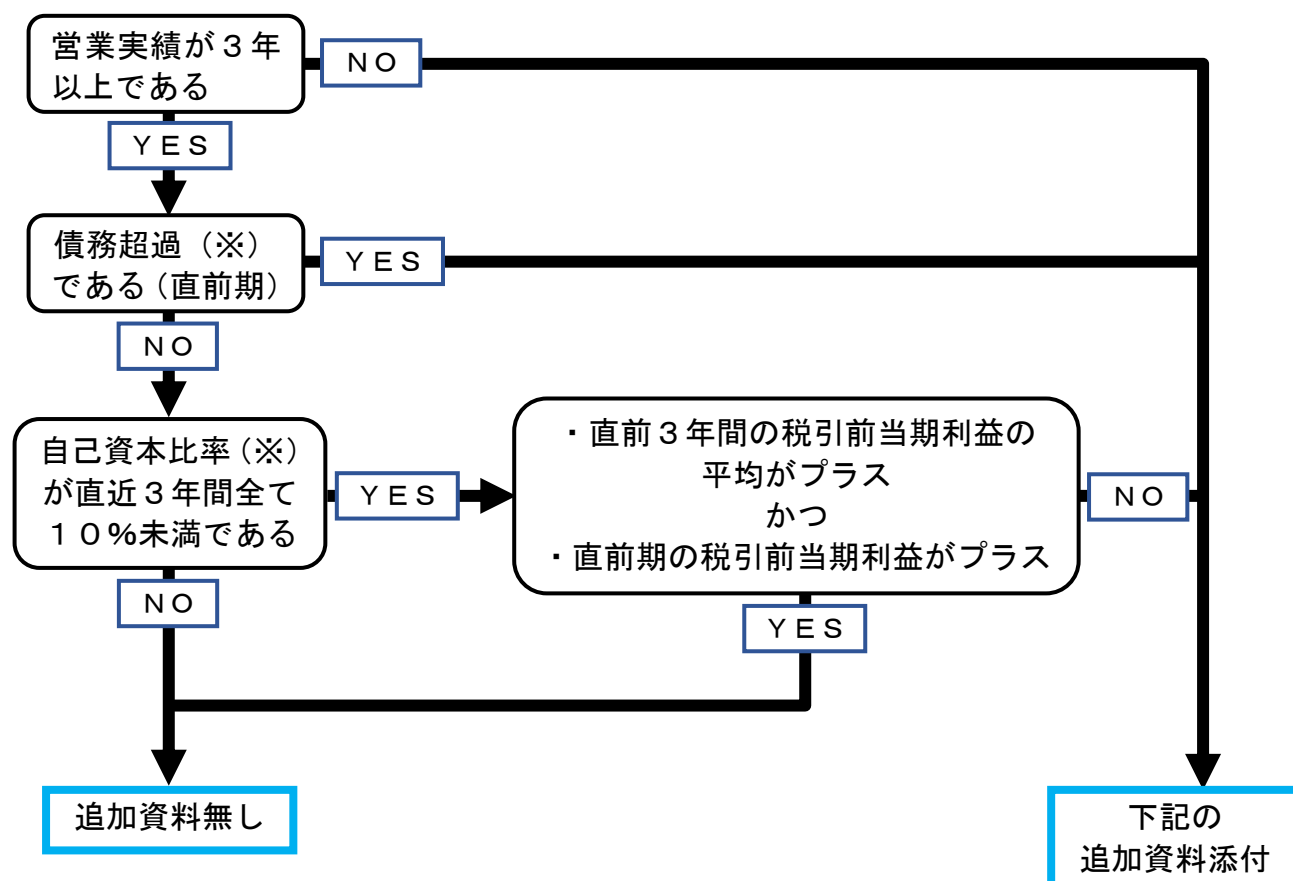 営業実績が３年
以上である
ＮＯ
ＹＥＳ
債務超過（※）
である（直前期）
ＹＥＳ
ＮＯ
自己資本比率（※）
が直近３年間全て
１０％未満である
ＹＥＳ
・直前３年間の税引前当期利益の
平均がプラス
かつ
・直前期の税引前当期利益がプラス
ＮＯ
ＮＯ
ＹＥＳ
追加資料無し
下記の
追加資料添付